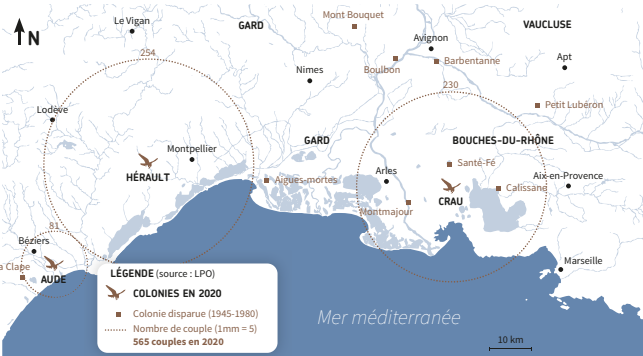 Mont Bouquet
Le Vigan
GARD
VAUCLUSE
N
Avignon
254
Barbentanne
Apt
Nimes
Boulbon
230
Petit Lubéron
Lodève
GARD
BOUCHES-DU-RHÔNE
Montpellier
Santé-Fé
HÉRAULT
Arles
Aix-en-Provence
Aigues-mortes
Calissane
CRAU
Montmajour
81
Béziers
Marseille
a Clape
AUDE
LÉGENDE (source : LPO)
COLONIES EN 2020
Colonie disparue (1945-1980)
Nombre de couple (1mm = 5)
565 couples en 2020
Mer méditerranée
10 km